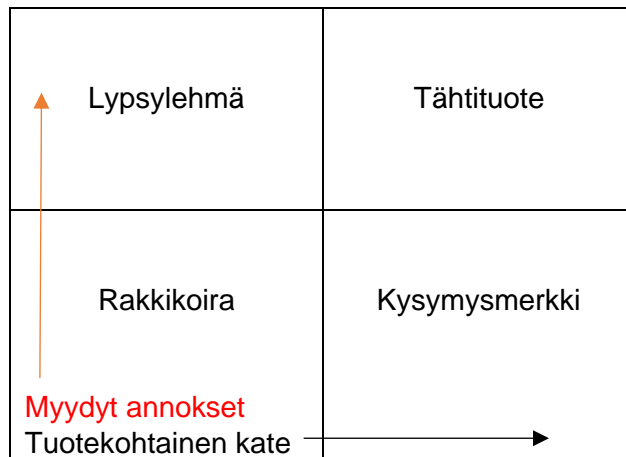 Lypsylehmä
Tähtituote
Rakkikoira
Kysymysmerkki
Myydyt annokset
Tuotekohtainen kate